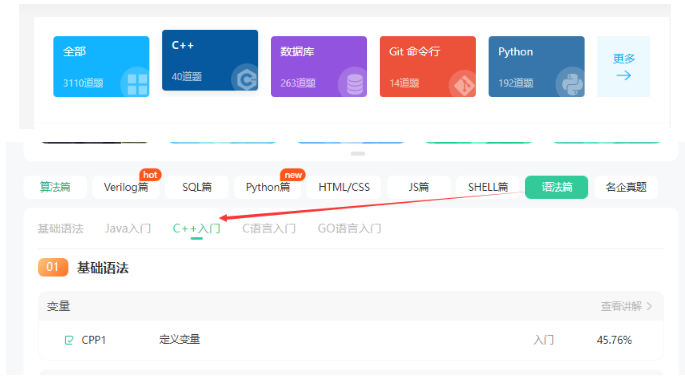 全部
3110道题
C++
40道题
数据库
263道题
Git 命令行
14道题
Python
192道题
更多
hot
new
算法篇
Verilog篇
SQL篇
Python篇
HTML/CSS
JS篇
SHELL篇
语法篇
名企真题
基础语法
Java入门
C++入门
C语言入门
GO语言入门
01
基础语法
变量
查看讲解
CPP1
定义变量
入门
45.76%